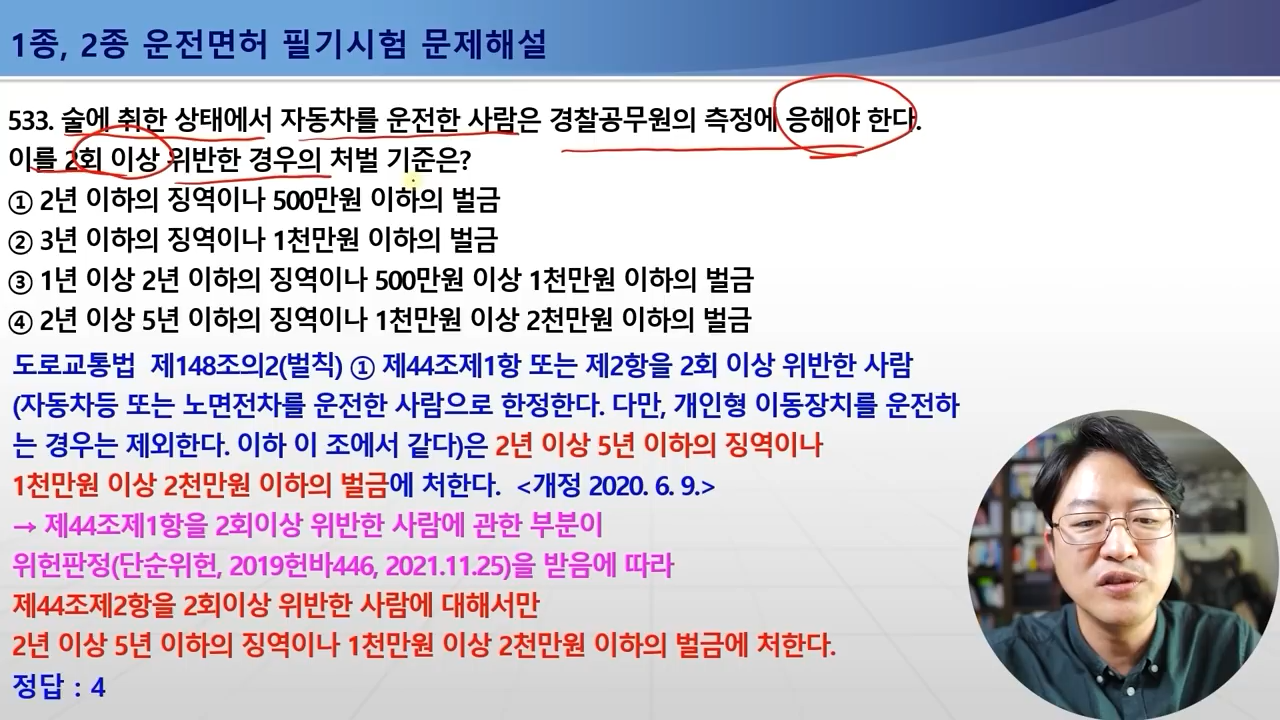 1종, 2종 운전면허 필기시험 문제해설
533. 술에 취한 상태에서 자동차를 운전한 사람은 경찰공무원의 측정에 응해야 한다.
이를 2회 이상 위반한 경우의 처벌 기준은?
① 2년 이하의 징역이나 500만원 이하의 벌금
② 3년 이하의 징역이나 1천만원 이하의 벌금
③ 1년 이상 2년 이하의 징역이나 500만원 이상 1천만원 이하의 벌금
④ 2년 이상 5년 이하의 징역이나 1천만원 이상 2천만원 이하의 벌금
도로교통법 제148조의2(벌칙) ① 제44조제1항 또는 제2항을 2회 이상 위반한 사람
(자동차등 또는 노면전차를 운전한 사람으로 한정한다. 다만, 개인형 이동장치를 운전하
는 경우는 제외한다. 이하 이 조에서 같다)은 2년 이상 5년 이하의 징역이나
1천만원 이상 2천만원 이하의 벌금에 처한다. <개정 2020. 6. 9.>
→ 제44조제1항을 2회이상 위반한 사람에 관한 부분이
위헌판정(단순위헌, 2019헌바446, 2021.11.25)을 받음에 따라
제44조제2항을 2회이상 위반한 사람에 대해서만
2년 이상 5년 이하의 징역이나 1천만원 이상 2천만원 이하의 벌금에 처한다.
정답 : 4